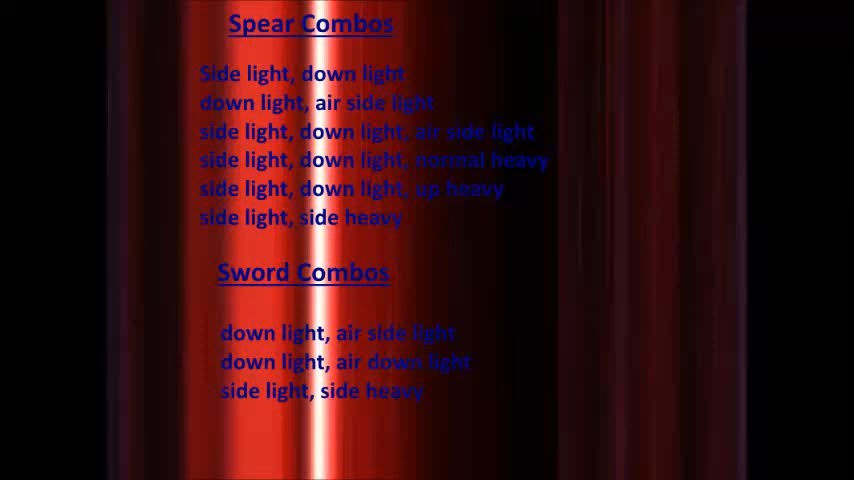 Spear Combos
Side light, down light
down light, air side light
side light, down light, air side light
side light, down light, normal heavy
side light, down light, up heavy
side light, side heavy
Sword Combos
down light, air side light
down light, air down light
side light, side heavy